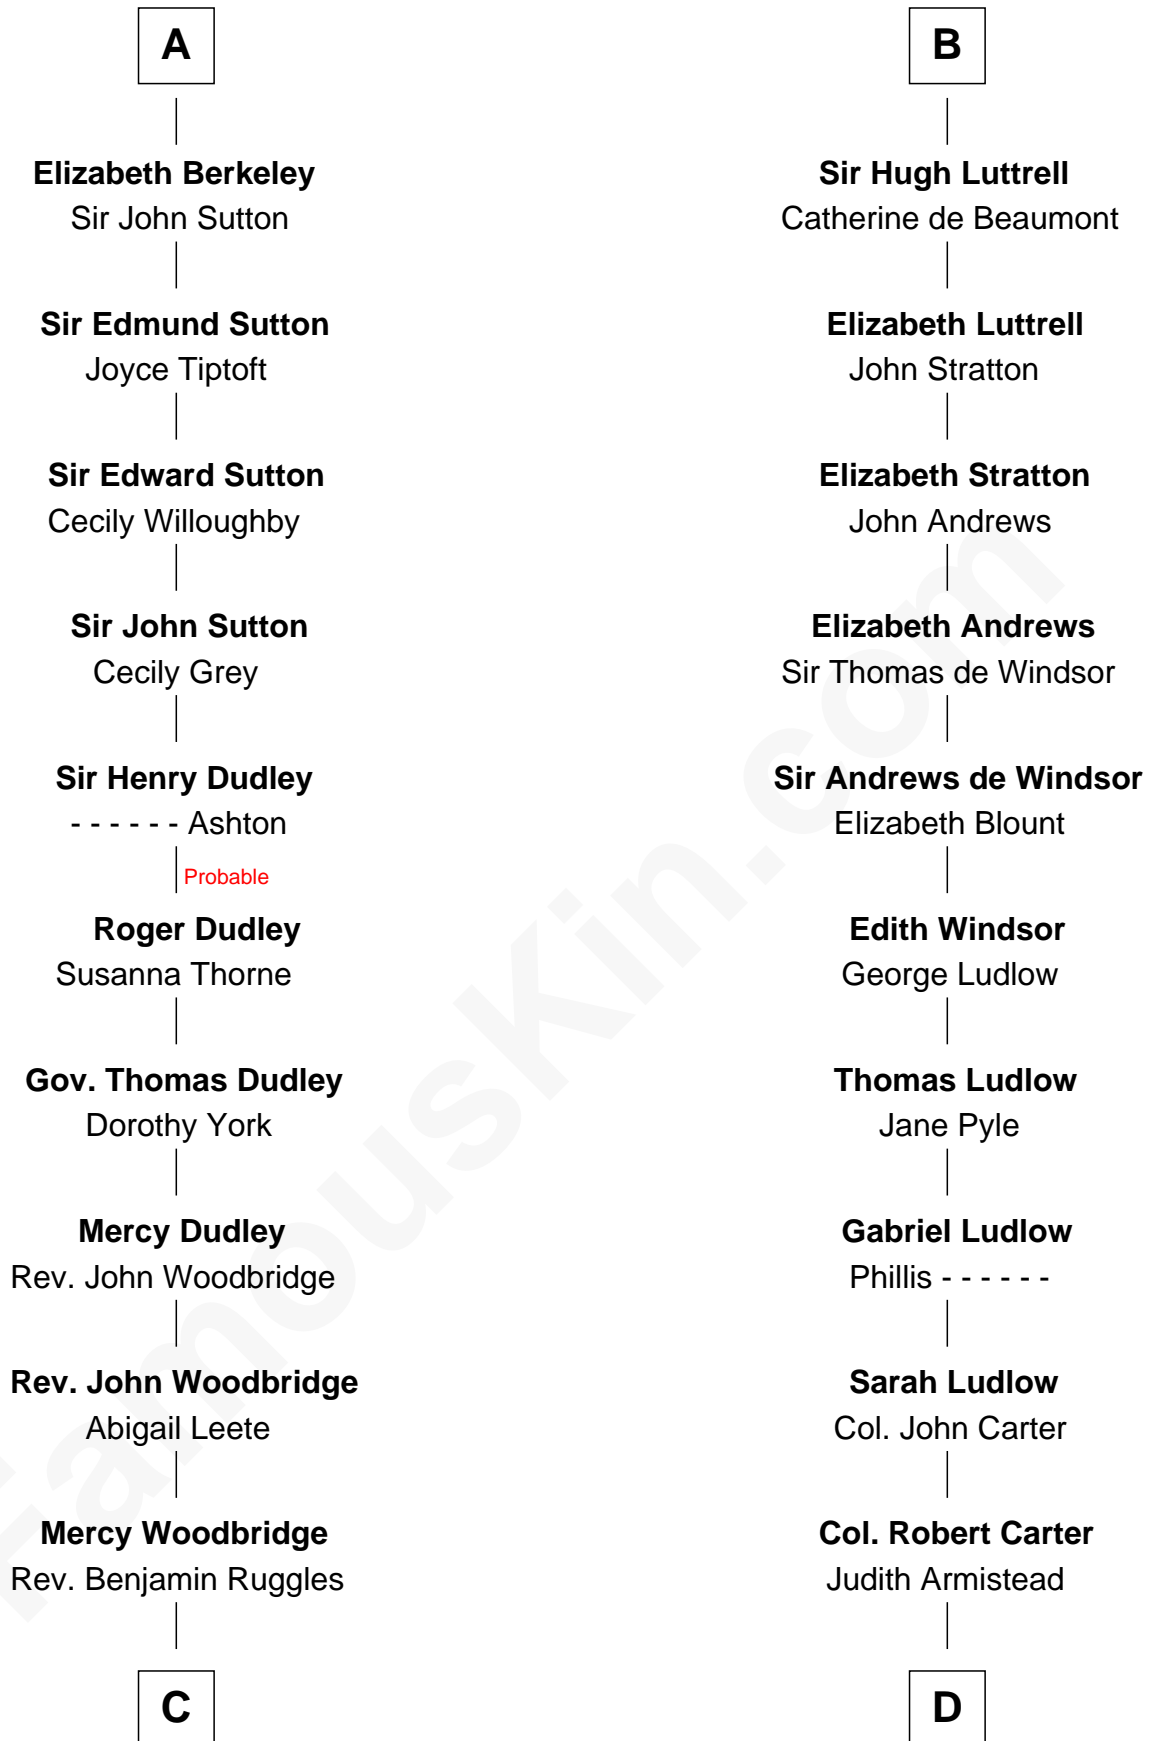 A
Elizabeth Berkeley
Sir John Sutton
Sir Edmund Sutton
Joyce Tiptoft
Sir Edward Sutton
Cecily Willoughby
Sir John Sutton
Cecily Grey
Sir Henry Dudley
- - - - - - Ashton
Probable
Roger Dudley
Susanna Thorne
Gov. Thomas Dudley
Dorothy York
Mercy Dudley
Rev. John Woodbridge
Rev. John Woodbridge
Abigail Leete
Mercy Woodbridge
Rev. Benjamin Ruggles
C
B
Sir Hugh Luttrell
Catherine de Beaumont
Elizabeth Luttrell
John Stratton
Elizabeth Stratton
John Andrews
Elizabeth Andrews
Sir Thomas de Windsor
Sir Andrews de Windsor
Elizabeth Blount
Edith Windsor
George Ludlow
Thomas Ludlow
Jane Pyle
Gabriel Ludlow
Phillis - - - - - -
Sarah Ludlow
Col. John Carter
Col. Robert Carter
Judith Armistead
D
FamousKin.com